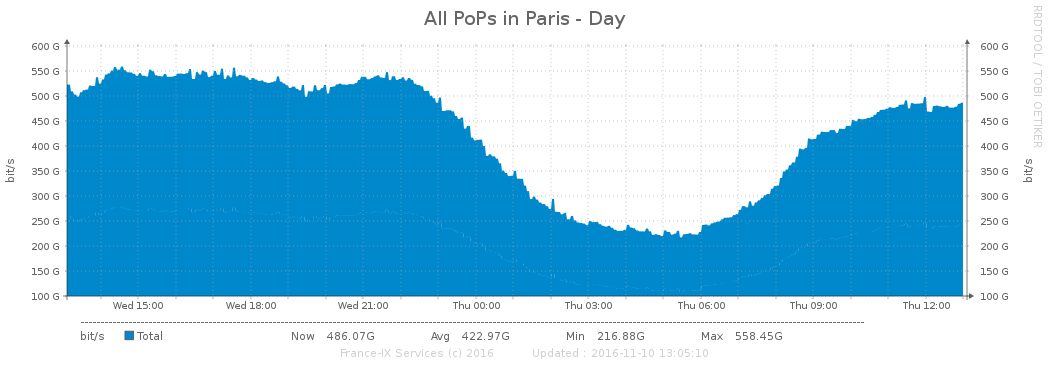 All PoPs in Paris - Day
RRDTOOL / TOBI OETIKER
600 G 600 G
550 G 550 G
500 G 500 G
450 G 450 G
400 G 400 G
350 G 350 G
300 G 300 G
250 G 250 G
200 G 200 G
150 G 150 G
100 G 100 G
bit/s bit/s
Wed 15:00 Wed 18:00 Wed 21:00 Thu 00:00 Thu 03:00 Thu 06:00 Thu 09:00 Thu 12:00
bit/s Total Now 486.07G Avg 422.97G Min 216.88G Max 558.45G
France-IX Services (c) 2016 Updated : 2016-11-10 13:05:10